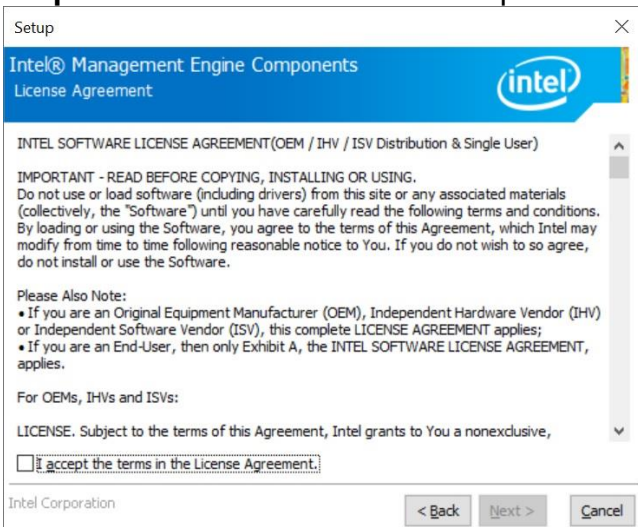 Setup
Intel® Management Engine Components
License Agreement
intel
INTEL SOFTWARE LICENSE AGREEMENT(OEM / IHV / ISV Distribution & Single User)
IMPORTANT - READ BEFORE COPYING, INSTALLING OR USING.
Do not use or load software (including drivers) from this site or any associated materials
(collectively, the "Software") until you have carefully read the following terms and conditions.
By loading or using the Software, you agree to the terms of this Agreement, which Intel may
modify from time to time following reasonable notice to You. If you do not wish to so agree,
do not install or use the Software.
Please Also Note:
• If you are an Original Equipment Manufacturer (OEM), Independent Hardware Vendor (IHV)
or Independent Software Vendor (ISV), this complete LICENSE AGREEMENT applies;
• If you are an End-User, then only Exhibit A, the INTEL SOFTWARE LICENSE AGREEMENT,
applies.
For OEMs, IHVs and ISVs:
LICENSE. Subject to the terms of this Agreement, Intel grants to You a nonexclusive,
I accept the terms in the License Agreement.
Intel Corporation
< Back Next > Cancel